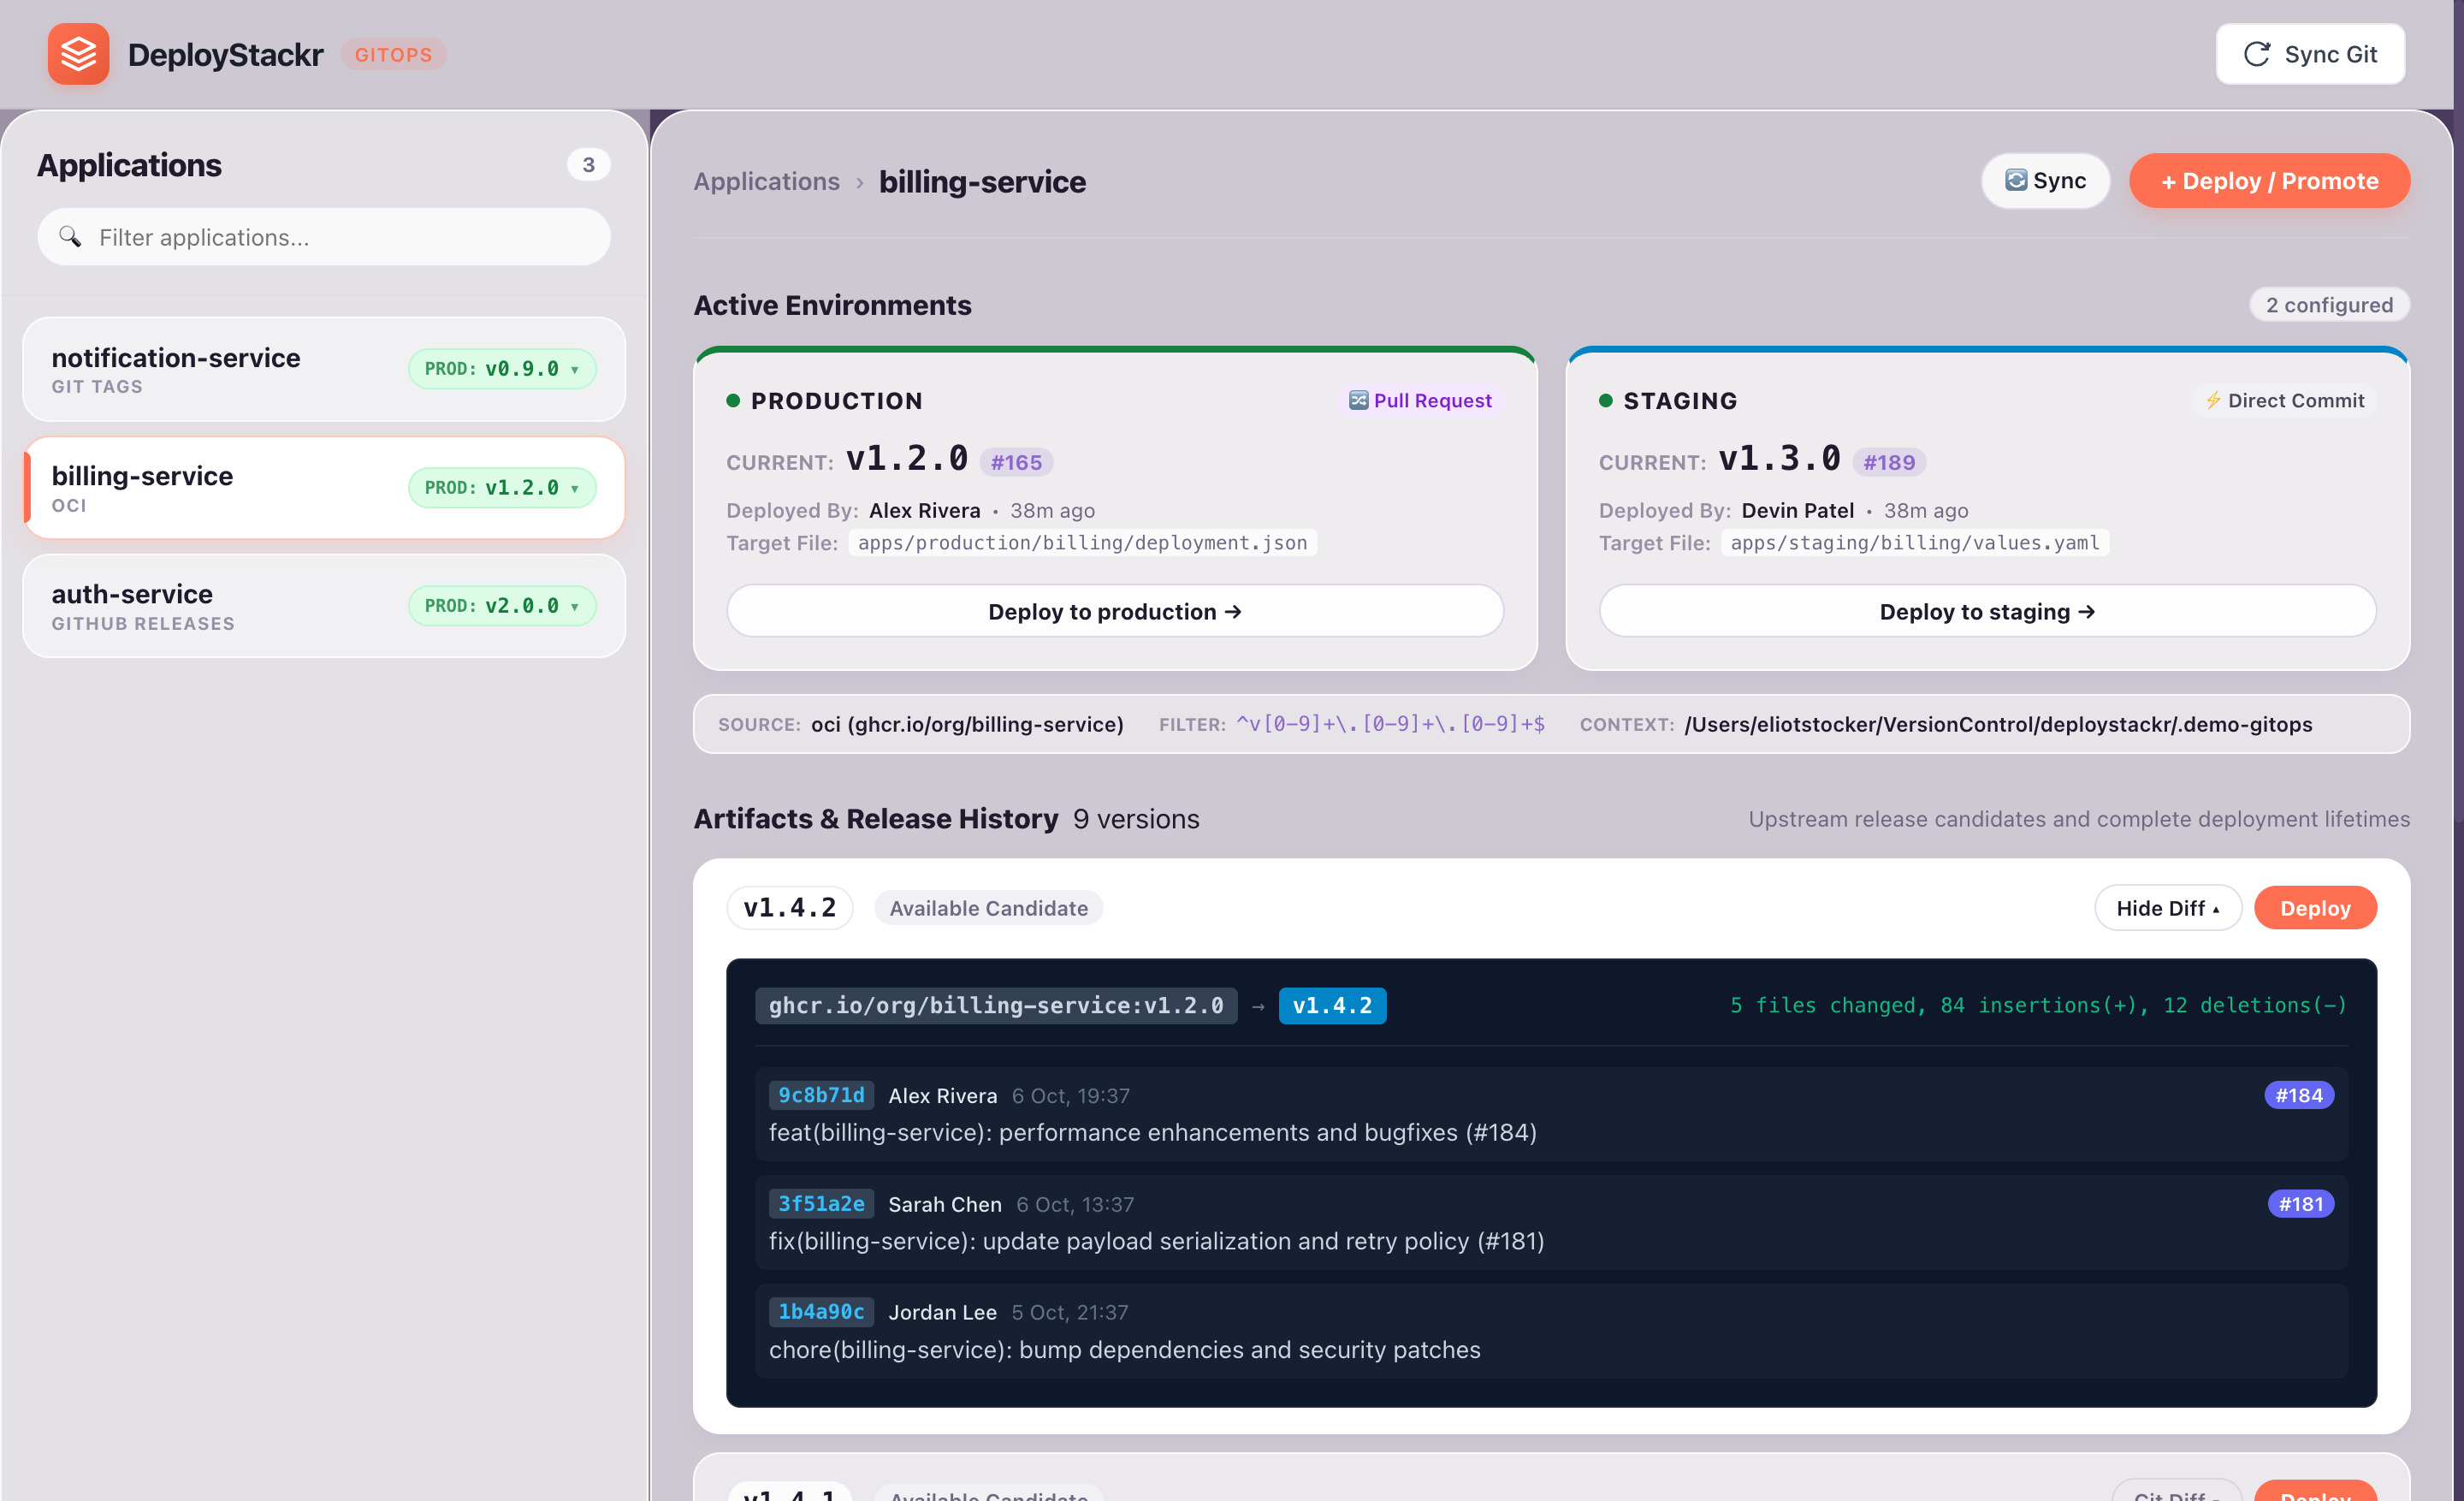 DeployStackr GITOPS
Sync Git
Applications 3
Filter applications...
notification-service
GIT TAGS
PROD: v0.9.0 ▾
billing-service
OCI
PROD: v1.2.0 ▾
auth-service
GITHUB RELEASES
PROD: v2.0.0 ▾
Applications › billing-service
Sync
+ Deploy / Promote
Active Environments
2 configured
PRODUCTION
Pull Request
CURRENT: v1.2.0 #165
Deployed By: Alex Rivera • 38m ago
Target File: apps/production/billing/deployment.json
Deploy to production →
STAGING
Direct Commit
CURRENT: v1.3.0 #189
Deployed By: Devin Patel • 38m ago
Target File: apps/staging/billing/values.yaml
Deploy to staging →
SOURCE: oci (ghcr.io/org/billing-service) FILTER: ^v[0-9]+\.[0-9]+\.[0-9]+$ CONTEXT: /Users/eliotstocker/VersionControl/deploystackr/.demo-gitops
Artifacts & Release History 9 versions
Upstream release candidates and complete deployment lifetimes
v1.4.2 Available Candidate
Hide Diff ▴
Deploy
ghcr.io/org/billing-service:v1.2.0 → v1.4.2
5 files changed, 84 insertions(+), 12 deletions(-)
9c8b71d Alex Rivera 6 Oct, 19:37 #184
feat(billing-service): performance enhancements and bugfixes (#184)
3f51a2e Sarah Chen 6 Oct, 13:37 #181
fix(billing-service): update payload serialization and retry policy (#181)
1b4a90c Jordan Lee 5 Oct, 21:37
chore(billing-service): bump dependencies and security patches
v1.4.1 Available Candidate
Git Diff ▾
Deploy